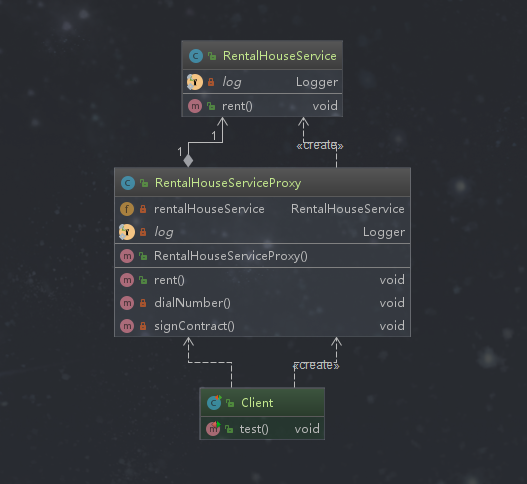 C RentalHouseService
f log Logger
m rent() void
1
«create»
1
C RentalHouseServiceProxy
f rentalHouseService RentalHouseService
log Logger
m RentalHouseServiceProxy()
m rent() void
m dialNumber() void
m signContract() void
«create»
C Client
m test() void